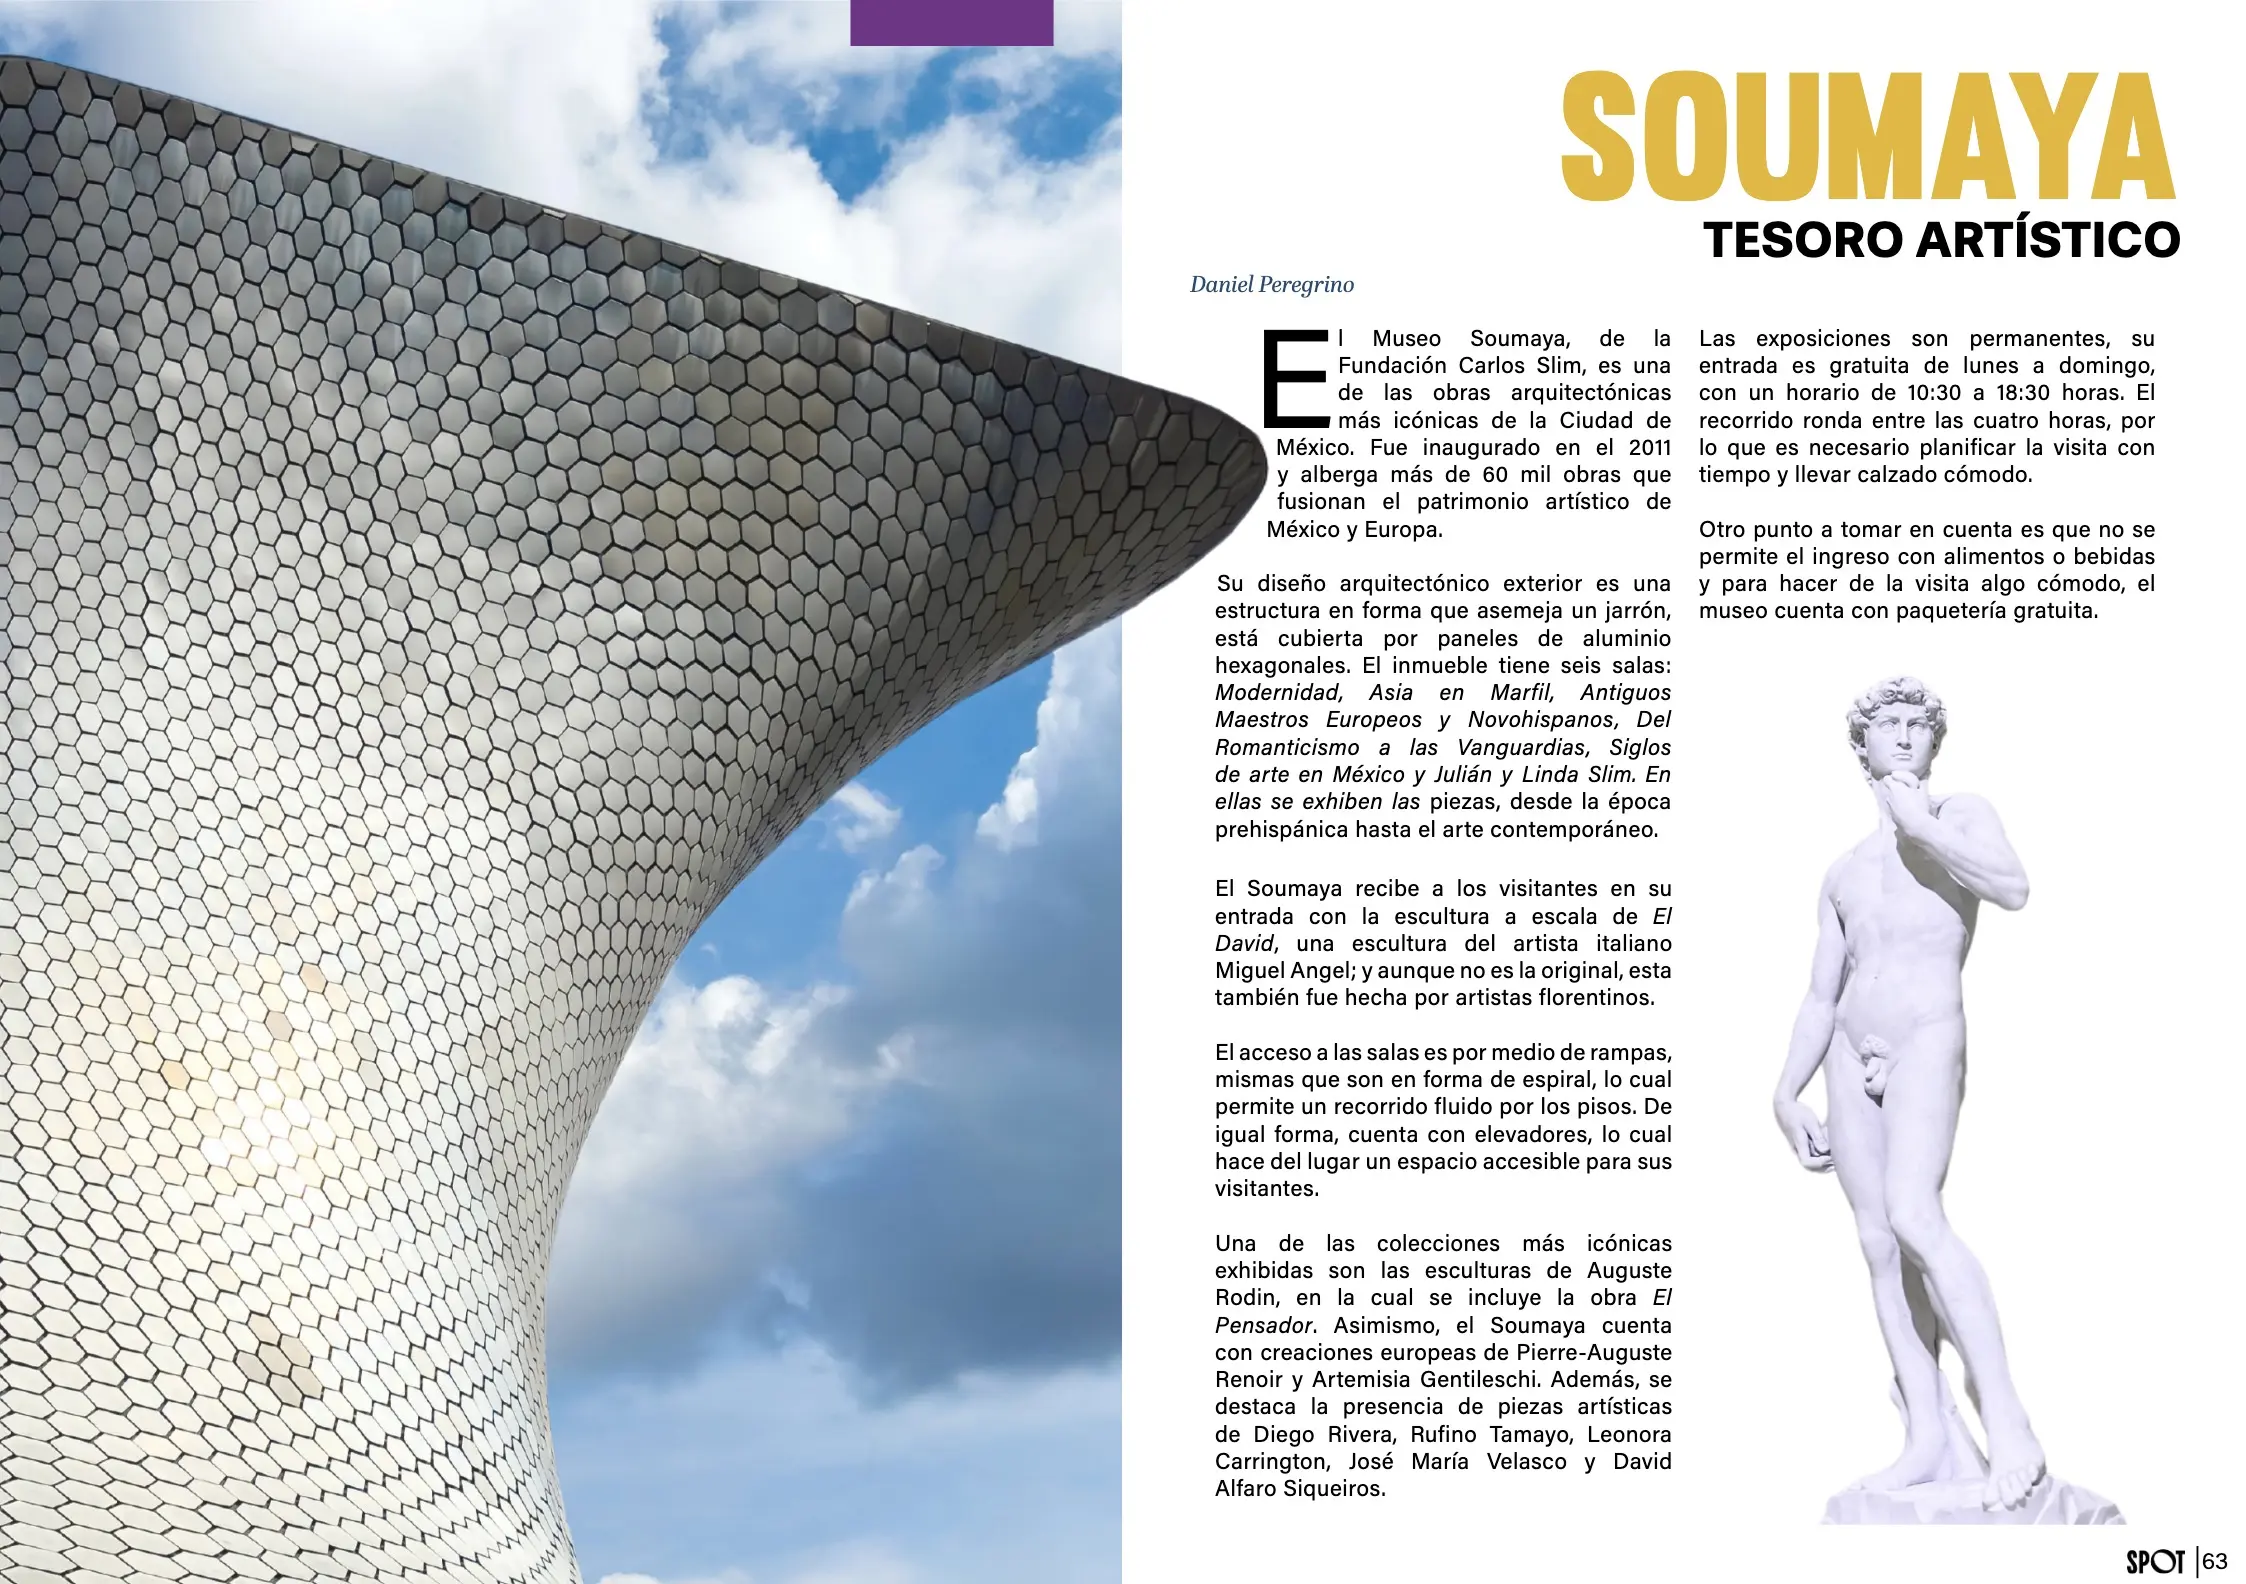 SOUMAYA
TESORO ARTÍSTICO
Daniel Peregrino
El Museo Soumaya, de la
Fundación Carlos Slim, es una
de las obras arquitectónicas
más icónicas de la Ciudad de
México. Fue inaugurado en el 2011
y alberga más de 60 mil obras que
fusionan el patrimonio artístico de
México y Europa.
Su diseño arquitectónico exterior es una
estructura en forma que asemeja un jarrón,
está cubierta por paneles de aluminio
hexagonales. El inmueble tiene seis salas:
Modernidad, Asia en Marfil, Antiguos
Maestros Europeos y Novohispanos, Del
Romanticismo a las Vanguardias, Siglos
de arte en México y Julián y Linda Slim. En
ellas se exhiben las piezas, desde la época
prehispánica hasta el arte contemporáneo.
El Soumaya recibe a los visitantes en su
entrada con la escultura a escala de El
David, una escultura del artista italiano
Miguel Angel; y aunque no es la original, esta
también fue hecha por artistas florentinos.
El acceso a las salas es por medio de rampas,
mismas que son en forma de espiral, lo cual
permite un recorrido fluido por los pisos. De
igual forma, cuenta con elevadores, lo cual
hace del lugar un espacio accesible para sus
visitantes.
Una de las colecciones más icónicas
exhibidas son las esculturas de Auguste
Rodin, en la cual se incluye la obra El
Pensador. Asimismo, el Soumaya cuenta
con creaciones europeas de Pierre-Auguste
Renoir y Artemisia Gentileschi. Además, se
destaca la presencia de piezas artísticas
de Diego Rivera, Rufino Tamayo, Leonora
Carrington, José María Velasco y David
Alfaro Siqueiros.
Las exposiciones son permanentes, su
entrada es gratuita de lunes a domingo,
con un horario de 10:30 a 18:30 horas. El
recorrido ronda entre las cuatro horas, por
lo que es necesario planificar la visita con
tiempo y llevar calzado cómodo.
Otro punto a tomar en cuenta es que no se
permite el ingreso con alimentos o bebidas
y para hacer de la visita algo cómodo, el
museo cuenta con paquetería gratuita.
SPOT |63